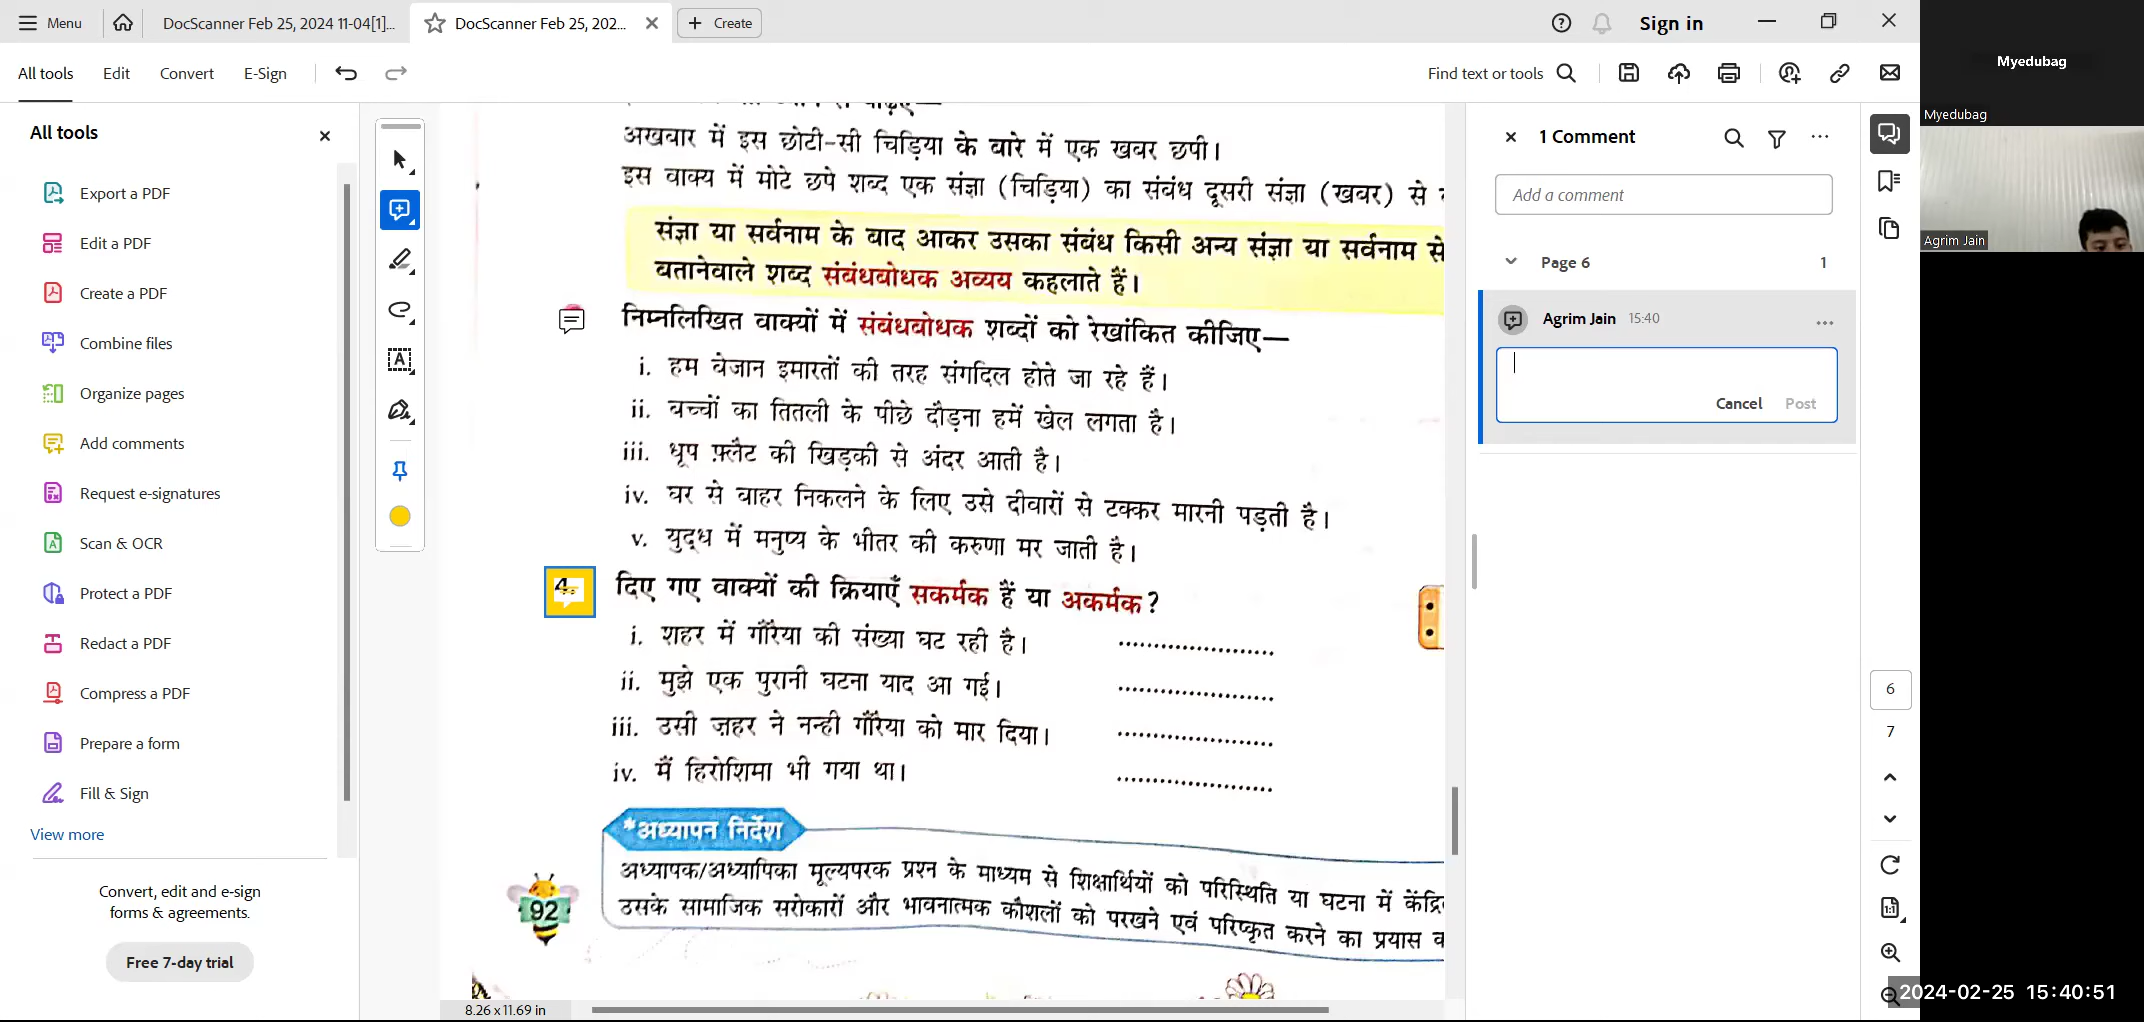 Menu
DocScanner Feb 25, 2024 11-04[1]...
DocScanner Feb 25, 202...
Create
Sign in
All tools
Edit
Convert
E-Sign
Find text or tools
All tools
Export a PDF
Edit a PDF
Create a PDF
Combine files
Organize pages
Add comments
Request e-signatures
Scan & OCR
Protect a PDF
Redact a PDF
Compress a PDF
Prepare a form
Fill & Sign
View more
Convert, edit and e-sign
forms & agreements.
Free 7-day trial
अखबार में इस छोटी-सी चिड़िया के बारे में एक खबर छपी।
इस वाक्य में मोटे छपे शब्द एक संज्ञा (चिड़िया) का संबंध दूसरी संज्ञा (खबर) से
संज्ञा या सर्वनाम के बाद आकर उसका संबंध किसी अन्य संज्ञा या सर्वनाम से
बतानेवाले शब्द संबंधबोधक अव्यय कहलाते हैं।
निम्नलिखित वाक्यों में संबंधबोधक शब्दों को रेखांकित कीजिए—
i. हम बेजान इमारतों की तरह संगदिल होते जा रहे हैं।
ii. बच्चों का तितली के पीछे दौड़ना हमें खेल लगता है।
iii. धूप फ़्लैट की खिड़की से अंदर आती है।
iv. घर से बाहर निकलने के लिए उसे दीवारों से टक्कर मारनी पड़ती है।
v. युद्ध में मनुष्य के भीतर की करुणा मर जाती है।
4. दिए गए वाक्यों की क्रियाएँ सकर्मक हैं या अकर्मक?
i. शहर में गौरैया की संख्या घट रही है। ........................
ii. मुझे एक पुरानी घटना याद आ गई। ........................
iii. उसी ज़हर ने नन्ही गौरैया को मार दिया। ........................
iv. मैं हिरोशिमा भी गया था। ........................
*अध्यापन निर्देश
अध्यापक/अध्यापिका मूल्यपरक प्रश्न के माध्यम से शिक्षार्थियों को परिस्थिति या घटना में
उसके सामाजिक सरोकारों और भावनात्मक कौशलों को परखने एवं परिष्कृत करने का प्रयास
92
8.26 x 11.69 in
1 Comment
Add a comment
Page 6
1
Agrim Jain 15:40
Cancel
Post
6
7
Myedubag
Myedubag
Agrim Jain
2024-02-25 15:40:51